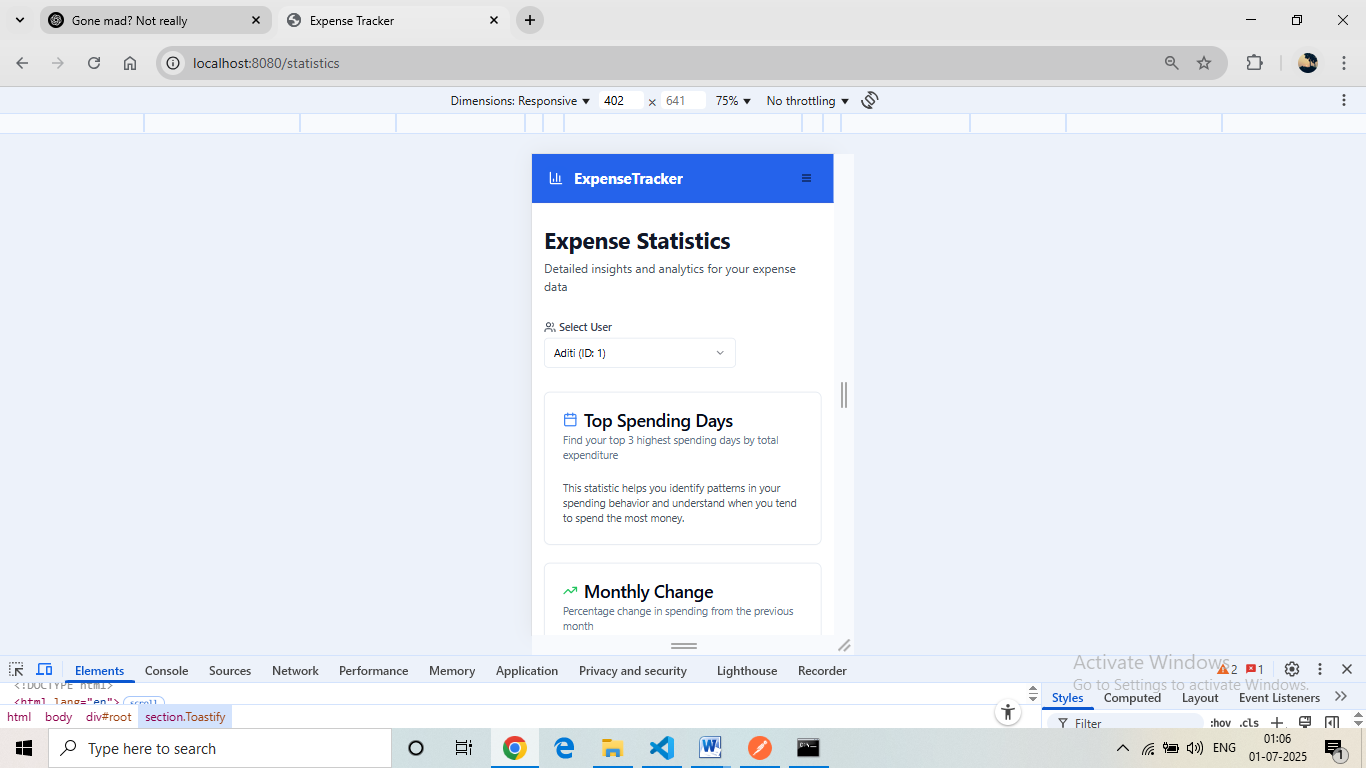 Gone mad? Not really
Expense Tracker
localhost:8080/statistics
Dimensions: Responsive 402 × 641 75% No throttling
ExpenseTracker
Expense Statistics
Detailed insights and analytics for your expense
data
Select User
Aditi (ID: 1)
Top Spending Days
Find your top 3 highest spending days by total
expenditure
This statistic helps you identify patterns in your
spending behavior and understand when you tend
to spend the most money.
Monthly Change
Percentage change in spending from the previous
month
Elements Console Sources Network Performance Memory Application Privacy and security Lighthouse Recorder 2 1
Activate Windows
Go to Settings to activate Windows.
<!DOCTYPE html>
<html lang="en"> scroll
Styles Computed Layout Event Listeners
html body div#root section.Toastify
Filter :hov .cls
Type here to search
ENG
01:06
01-07-2025
1